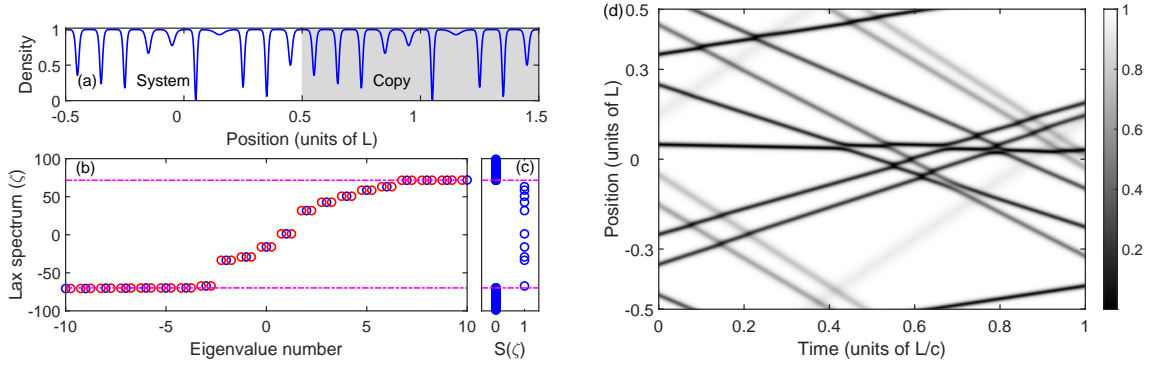 (a)
Density
1
0.5
0
System
Copy
-0.5
0
0.5
1
1.5
Position (units of L)
(b)
Lax spectrum (ζ)
100
50
0
-50
-100
-10
-5
0
5
10
Eigenvalue number
(c)
0
1
S(ζ)
(d)
Position (units of L)
0.5
0.3
0
-0.3
-0.5
0
0.2
0.4
0.6
0.8
1
Time (units of L/c)
1
0.8
0.6
0.4
0.2